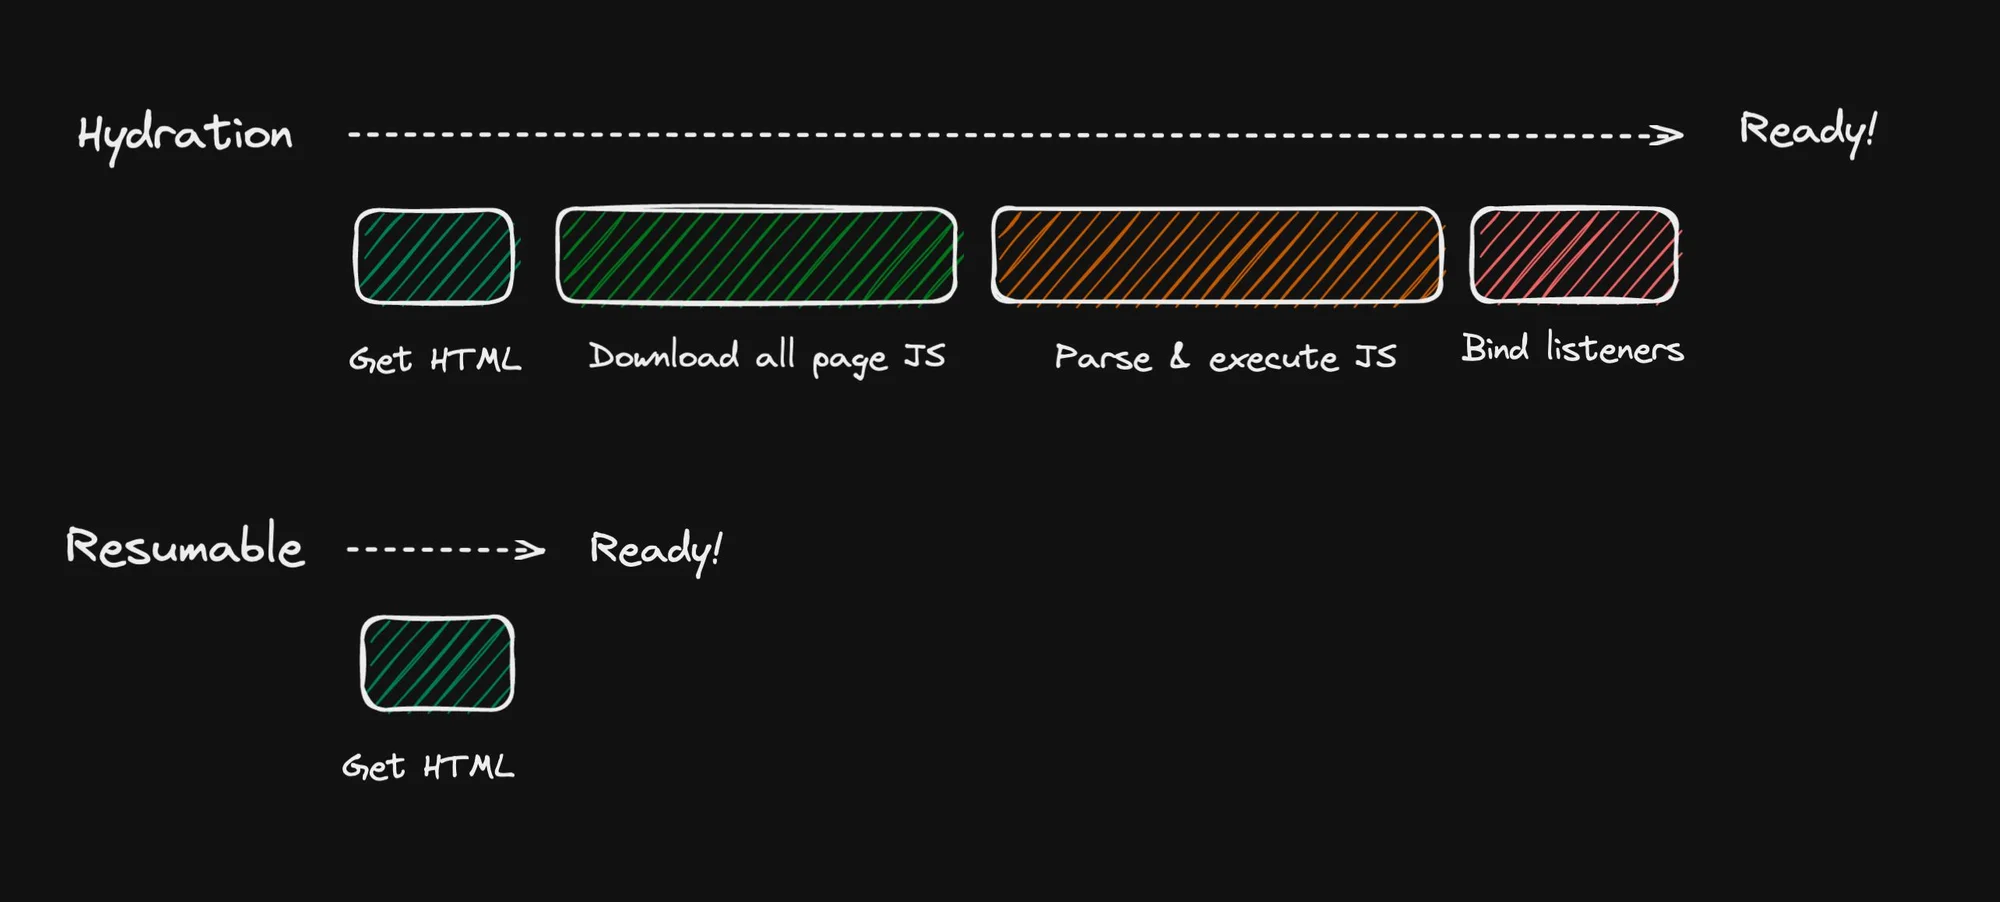 Hydration
Ready!
Get HTML
Download all page JS
Parse & execute JS
Bind listeners
Resumable
Ready!
Get HTML